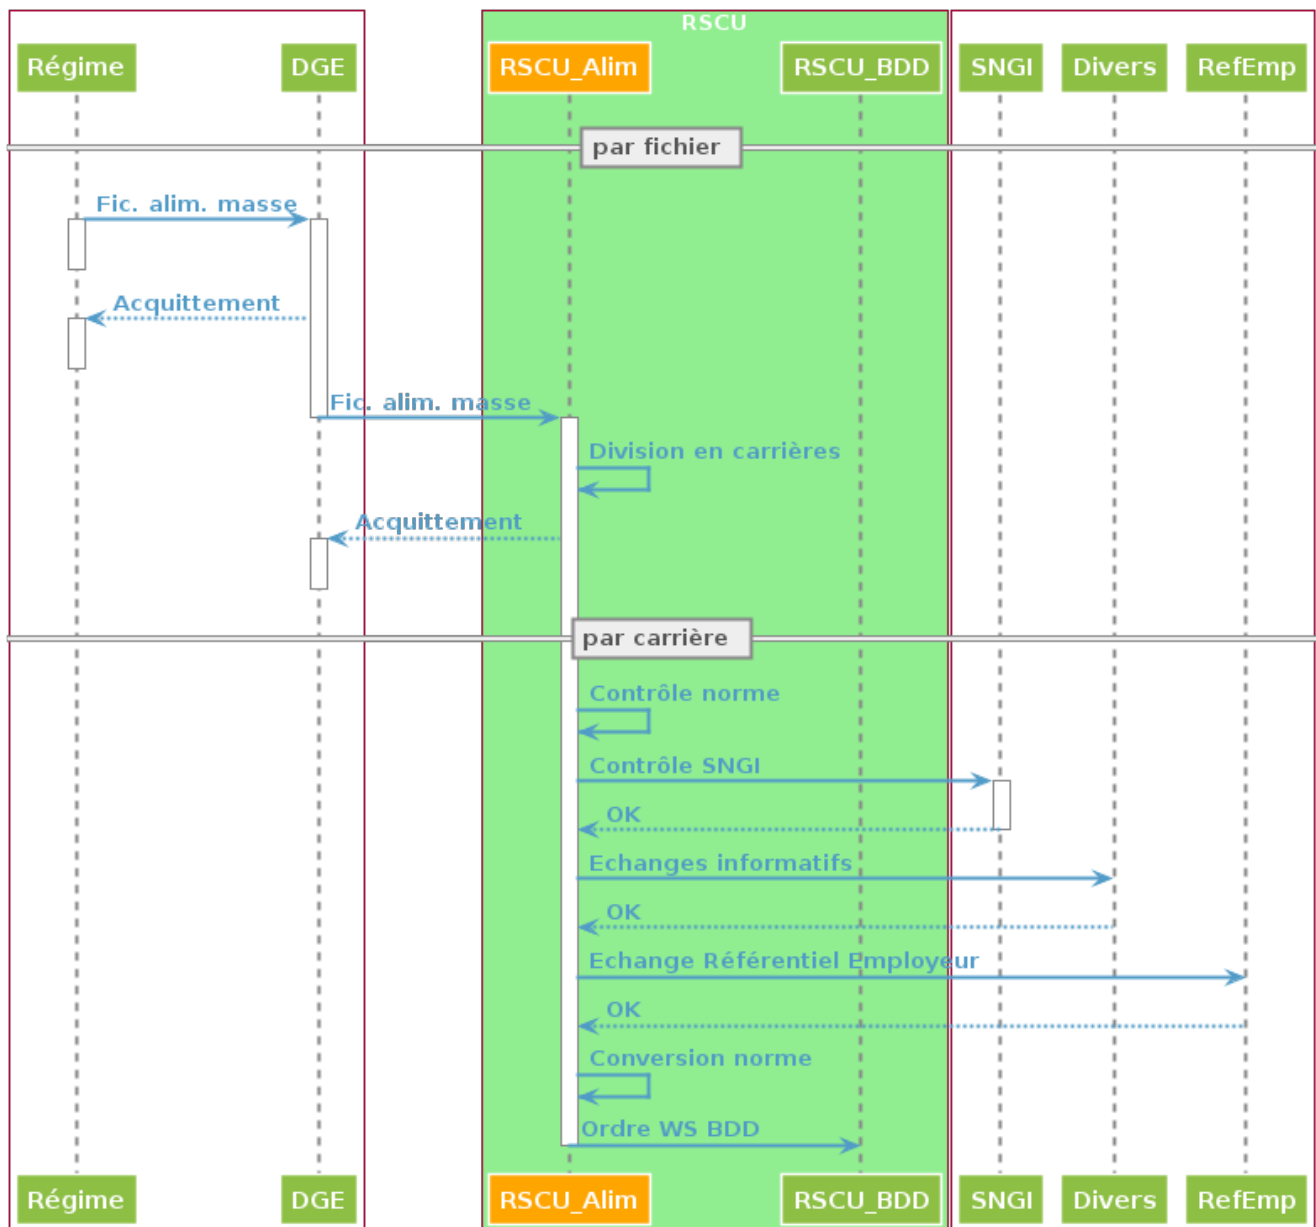 RSCU
Régime DGE RSCU_Alim RSCU_BDD SNGI Divers RefEmp
par fichier
Fic. alim. masse
Acquittement
Fic. alim. masse
Division en carrières
Acquittement
par carrière
Contrôle norme
Contrôle SNGI
OK
Echanges informatifs
OK
Echange Référentiel Employeur
OK
Conversion norme
Ordre WS BDD
Régime DGE RSCU_Alim RSCU_BDD SNGI Divers RefEmp